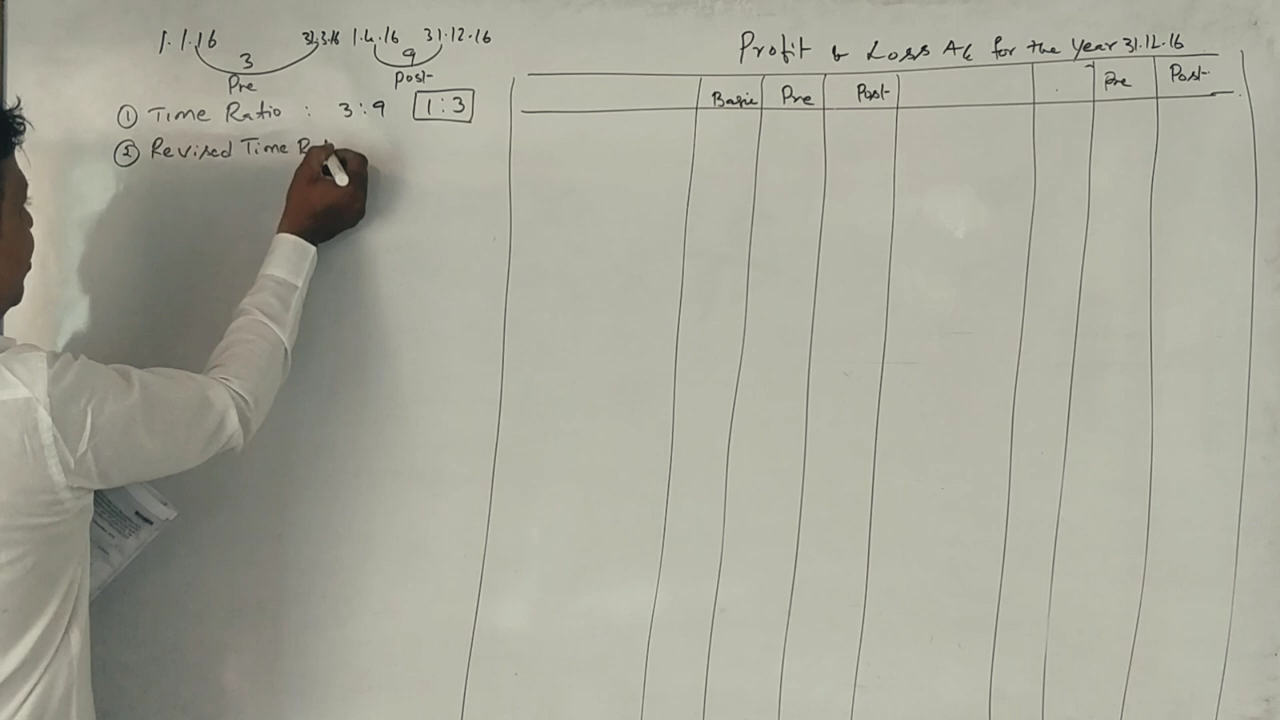 1.1.16 31.3.16 1.4.16 31.12.16
3 9
Pre Post
① Time Ratio : 3:9 1:3
② Revised Time R
Profit & Loss A/c for the Year 31.12.16
Basic Pre Post Pre Post